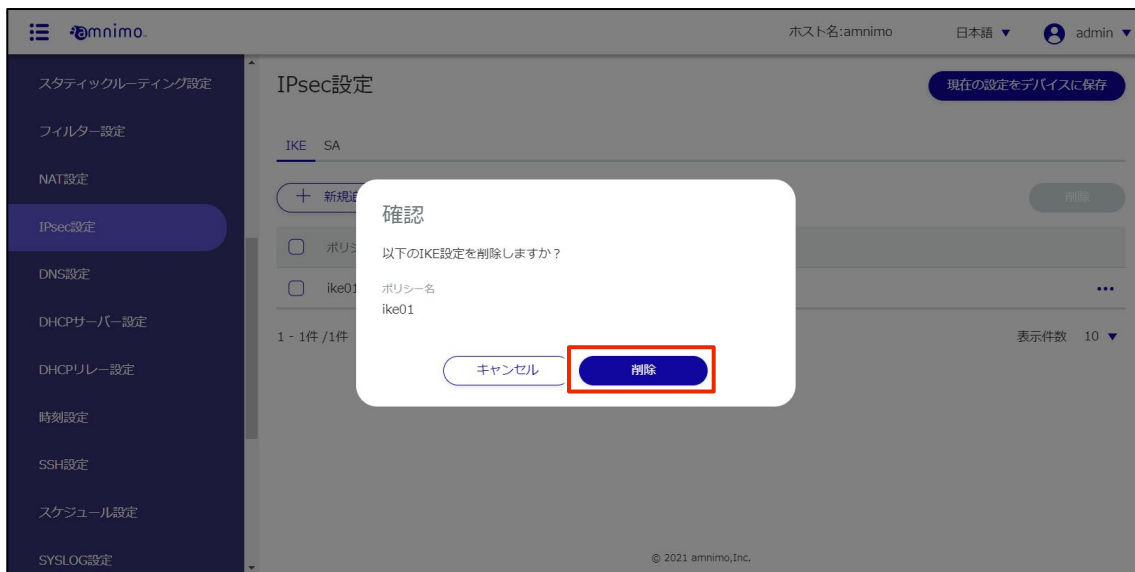 amnimo
ホスト名:amnimo
日本語 ▼
admin ▼
スタティックルーティング設定
フィルター設定
NAT設定
IPsec設定
DNS設定
DHCPサーバー設定
DHCPリレー設定
時刻設定
SSH設定
スケジュール設定
SYSLOG設定
IPsec設定
現在の設定をデバイスに保存
IKE SA
+ 新規
削除
ポリ
ike01
•••
1 - 1件 /1件
表示件数 10 ▼
確認
以下のIKE設定を削除しますか？
ポリシー名
ike01
キャンセル
削除
© 2021 amnimo,Inc.